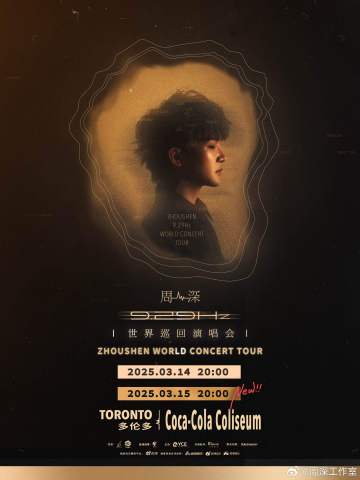 ZHOUSHEN
9.29Hz
WORLD CONCERT
TOUR
周深
9.29Hz
世界巡回演唱会
ZHOUSHEN WORLD CONCERT TOUR
2025.03.14 20:00
2025.03.15 20:00 New!!
TORONTO
多伦多
Coca-Cola Coliseum
@周深工作室